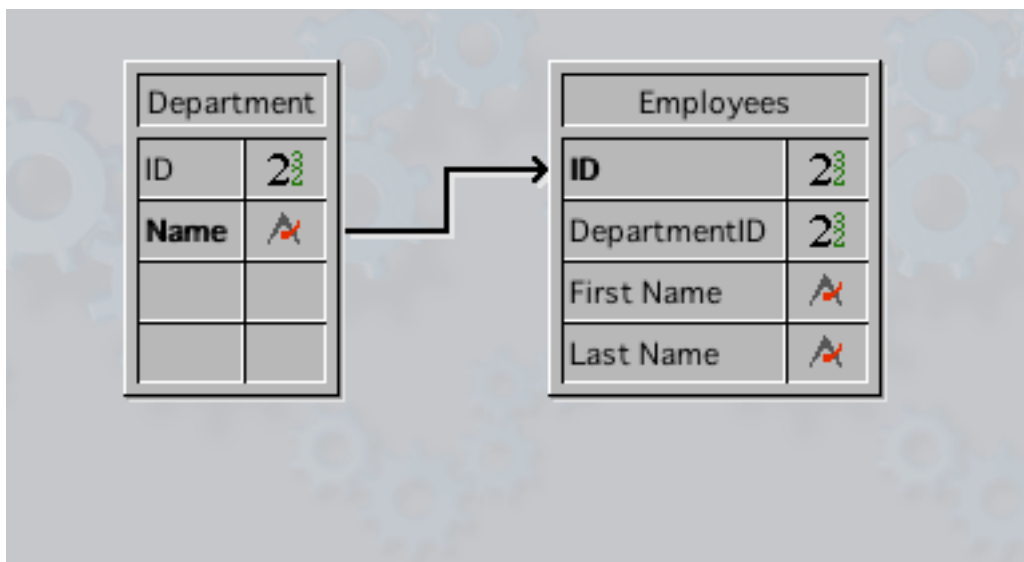 Department
ID
Name
Employees
ID
DepartmentID
First Name
Last Name